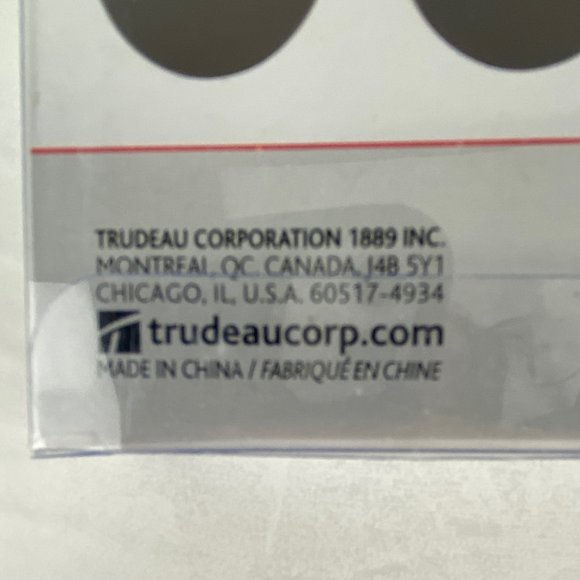 TRUDEAU CORPORATION 1889 INC.
MONTREAL, QC, CANADA, J4B 5Y1
CHICAGO, IL, U.S.A. 60517-4934
trudeaucorp.com
MADE IN CHINA / FABRIQUÉ EN CHINE